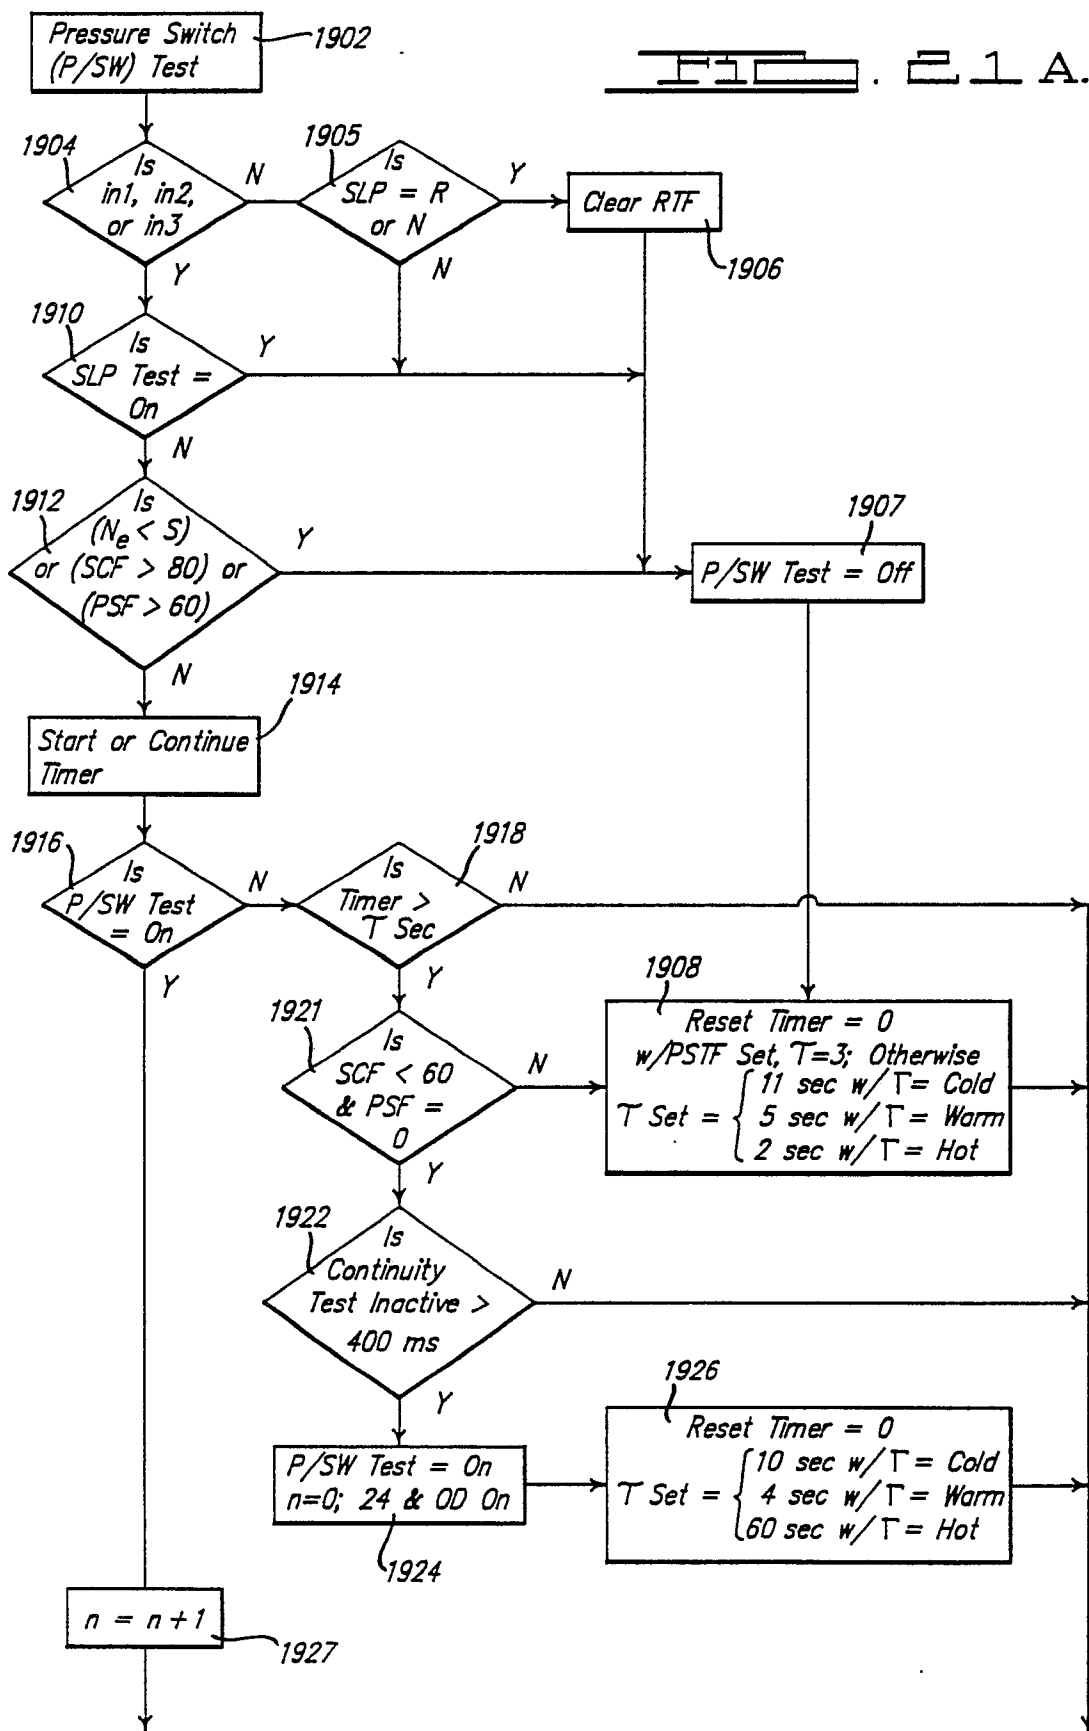 Pressure Switch
(P/SW) Test
1902
FIG. 21A.
1904
Is
in1, in2,
or in3
N
Y
1905
Is
SLP = R
or N
Y
N
Clear RTF
1906
1910
Is
SLP Test =
On
Y
N
1912
Is
(Ne < S)
or (SCF > 80) or
(PSF > 60)
Y
N
1907
P/SW Test = Off
1914
Start or Continue
Timer
1916
Is
P/SW Test
= On
N
Y
1918
Is
Timer >
T Sec
N
Y
1908
Reset Timer = 0
w/PSTF Set, T=3; Otherwise
11 sec w/ T = Cold
T Set = 5 sec w/ T = Warm
2 sec w/ T = Hot
1921
Is
SCF < 60
& PSF =
0
N
Y
1922
Is
Continuity
Test Inactive >
400 ms
N
Y
P/SW Test = On
n=0; 24 & OD On
1924
1926
Reset Timer = 0
10 sec w/ T = Cold
T Set = 4 sec w/ T = Warm
60 sec w/ T = Hot
n = n + 1
1927